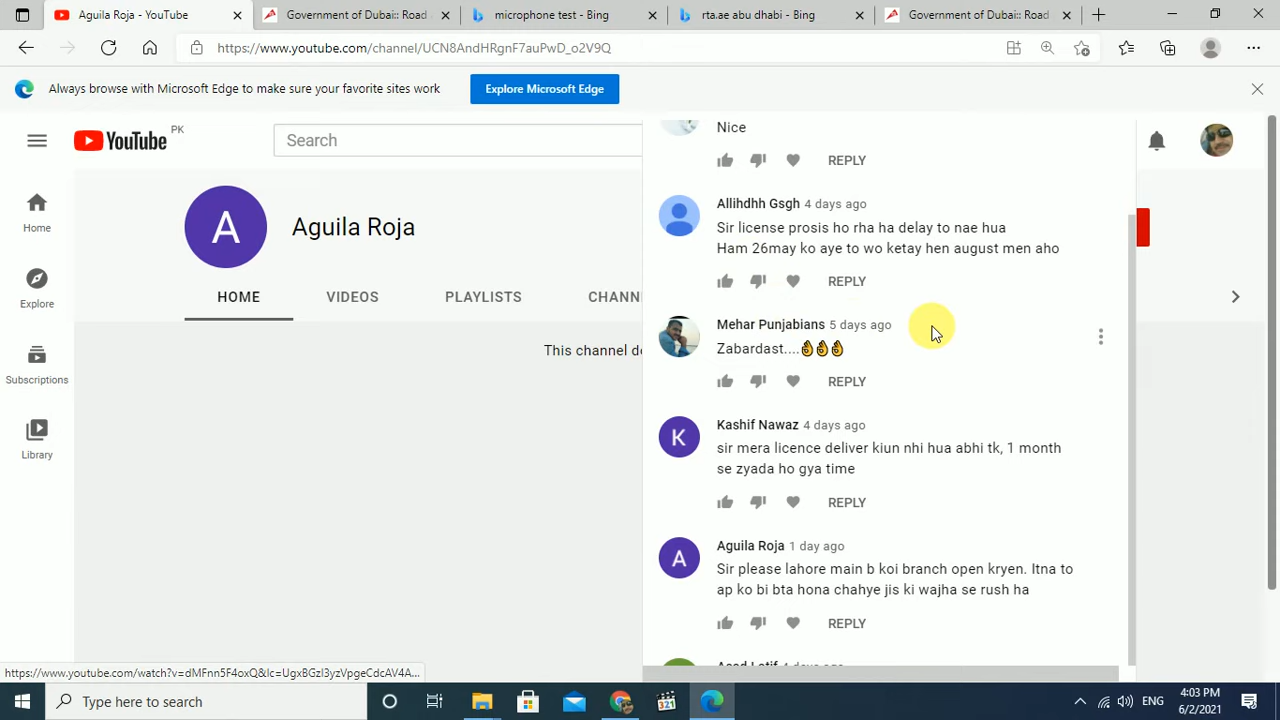 Aguila Roja - YouTube
Government of Dubai:: Road
microphone test - Bing
rta.ae abu dhabi - Bing
Government of Dubai:: Road
https://www.youtube.com/channel/UCN8AndHRgnF7auPwD_o2V9Q
Always browse with Microsoft Edge to make sure your favorite sites work
Explore Microsoft Edge
YouTube PK
Search
Home
Explore
Subscriptions
Library
A
Aguila Roja
HOME
VIDEOS
PLAYLISTS
CHANN
This channel do
Nice
REPLY
Allihdhh Gsgh 4 days ago
Sir license prosis ho rha ha delay to nae hua
Ham 26may ko aye to wo ketay hen august men aho
REPLY
Mehar Punjabians 5 days ago
Zabardast....👌👌👌
REPLY
K
Kashif Nawaz 4 days ago
sir mera licence deliver kiun nhi hua abhi tk, 1 month
se zyada ho gya time
REPLY
A
Aguila Roja 1 day ago
Sir please lahore main b koi branch open kryen. Itna to
ap ko bi bta hona chahye jis ki wajha se rush ha
REPLY
https://www.youtube.com/watch?v=dMFnn5F4oxQ&lc=UgxBGzl3yzVpgeCdcAV4A...
Type here to search
321
ENG
4:03 PM
6/2/2021